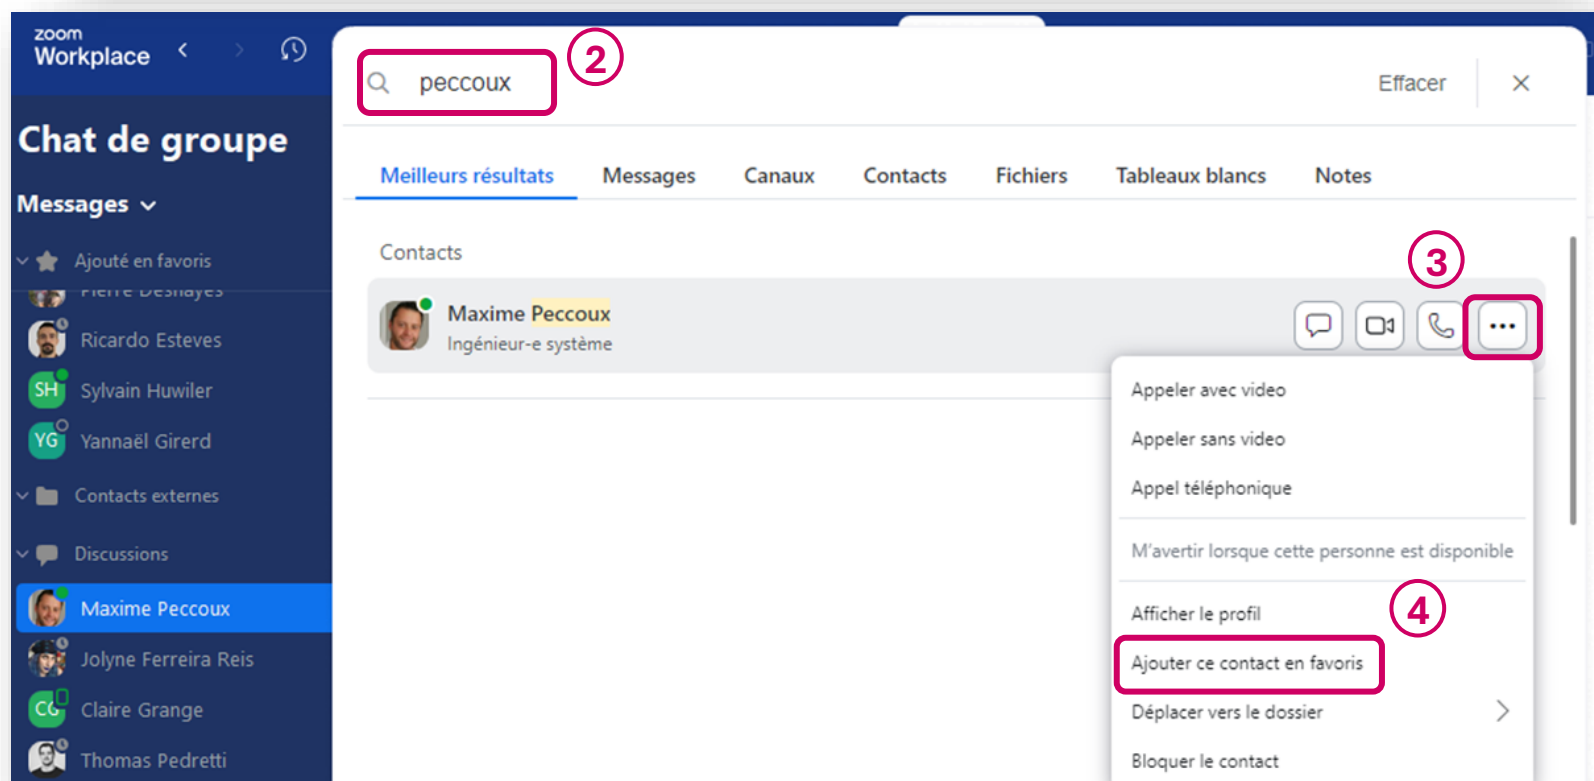 zoom
Workplace
peccoux
2
Effacer
Chat de groupe
Messages
Meilleurs résultats
Messages
Canaux
Contacts
Fichiers
Tableaux blancs
Notes
Ajouté en favoris
Pierre Deshayes
Ricardo Esteves
SH
Sylvain Huwiler
YG
Yannaël Girerd
Contacts externes
Discussions
Maxime Peccoux
Jolyne Ferreira Reis
CG
Claire Grange
Thomas Pedretti
Contacts
3
Maxime Peccoux
Ingénieur-e système
Appeler avec video
Appeler sans video
Appel téléphonique
M'avertir lorsque cette personne est disponible
Afficher le profil
4
Ajouter ce contact en favoris
Déplacer vers le dossier
Bloquer le contact